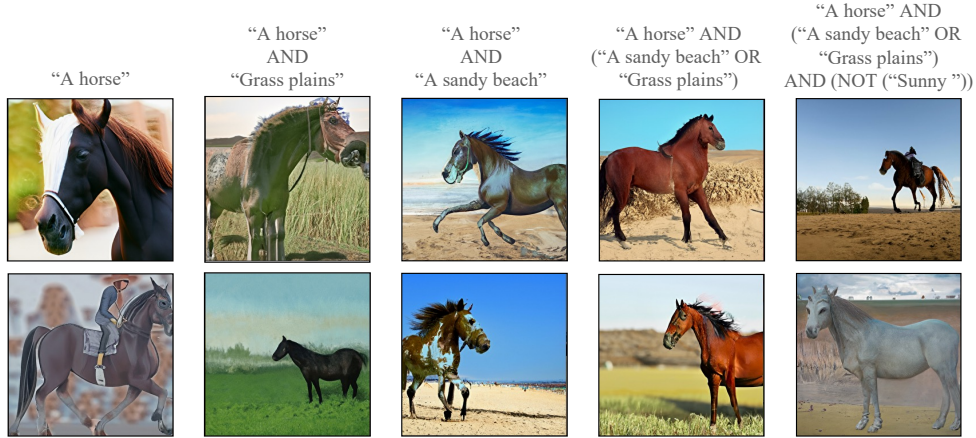 “A horse”
“A horse”
AND
“Grass plains”
“A horse”
AND
“A sandy beach”
“A horse” AND
(“A sandy beach” OR
“Grass plains”)
“A horse” AND
(“A sandy beach” OR
“Grass plains”)
AND (NOT (“Sunny ”))